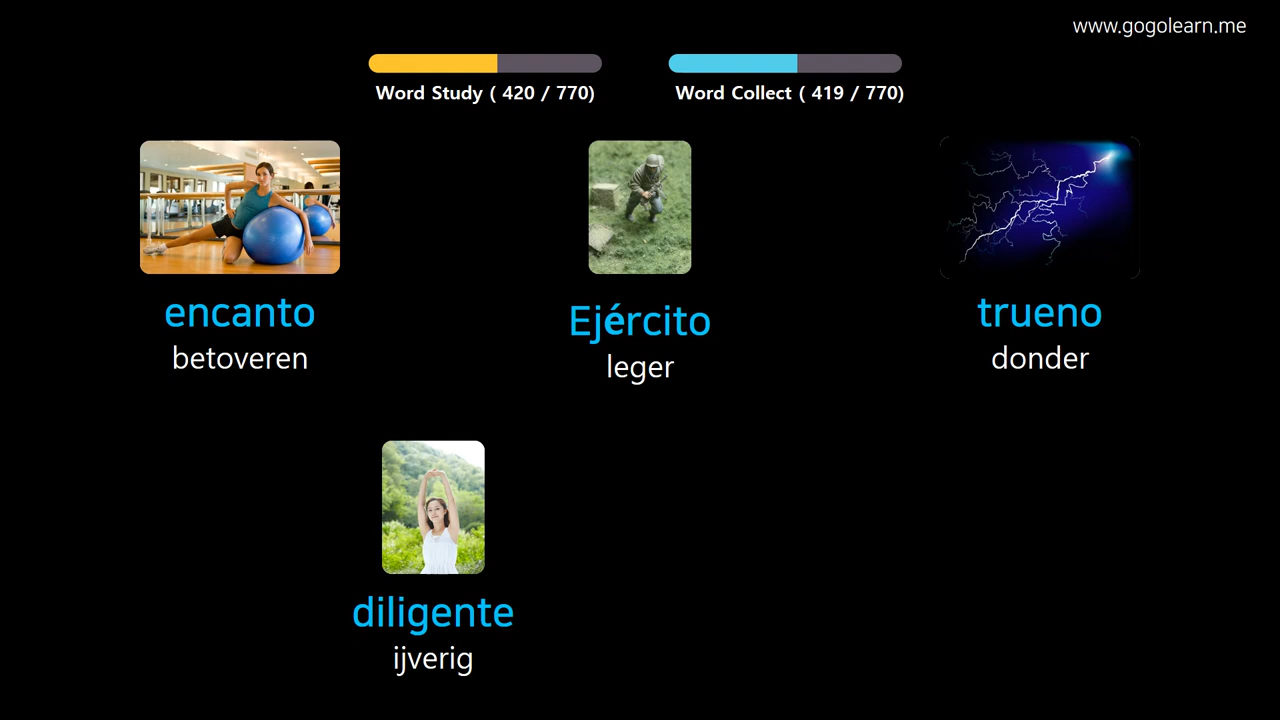 www.gogolearn.me
Word Study ( 420 / 770)
Word Collect ( 419 / 770)
encanto
betoveren
Ejército
leger
trueno
donder
diligente
ijverig